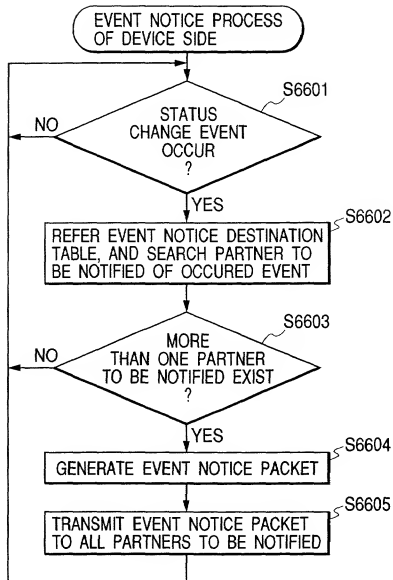 EVENT NOTICE PROCESS
OF DEVICE SIDE
S6601
STATUS
CHANGE EVENT
OCCUR
?
NO
YES
S6602
REFER EVENT NOTICE DESTINATION
TABLE, AND SEARCH PARTNER TO
BE NOTIFIED OF OCCURED EVENT
S6603
MORE
THAN ONE PARTNER
TO BE NOTIFIED EXIST
?
NO
YES
S6604
GENERATE EVENT NOTICE PACKET
S6605
TRANSMIT EVENT NOTICE PACKET
TO ALL PARTNERS TO BE NOTIFIED